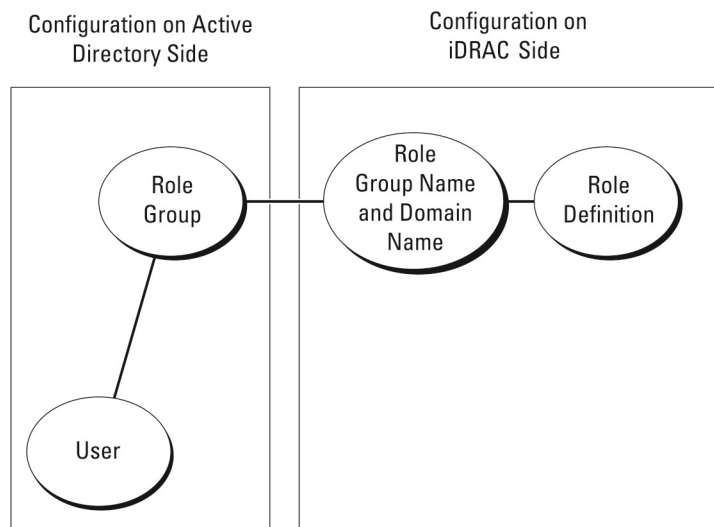 Configuration on Active
Directory Side
Configuration on
iDRAC Side
Role
Group
Role
Group Name
and Domain
Name
Role
Definition
User